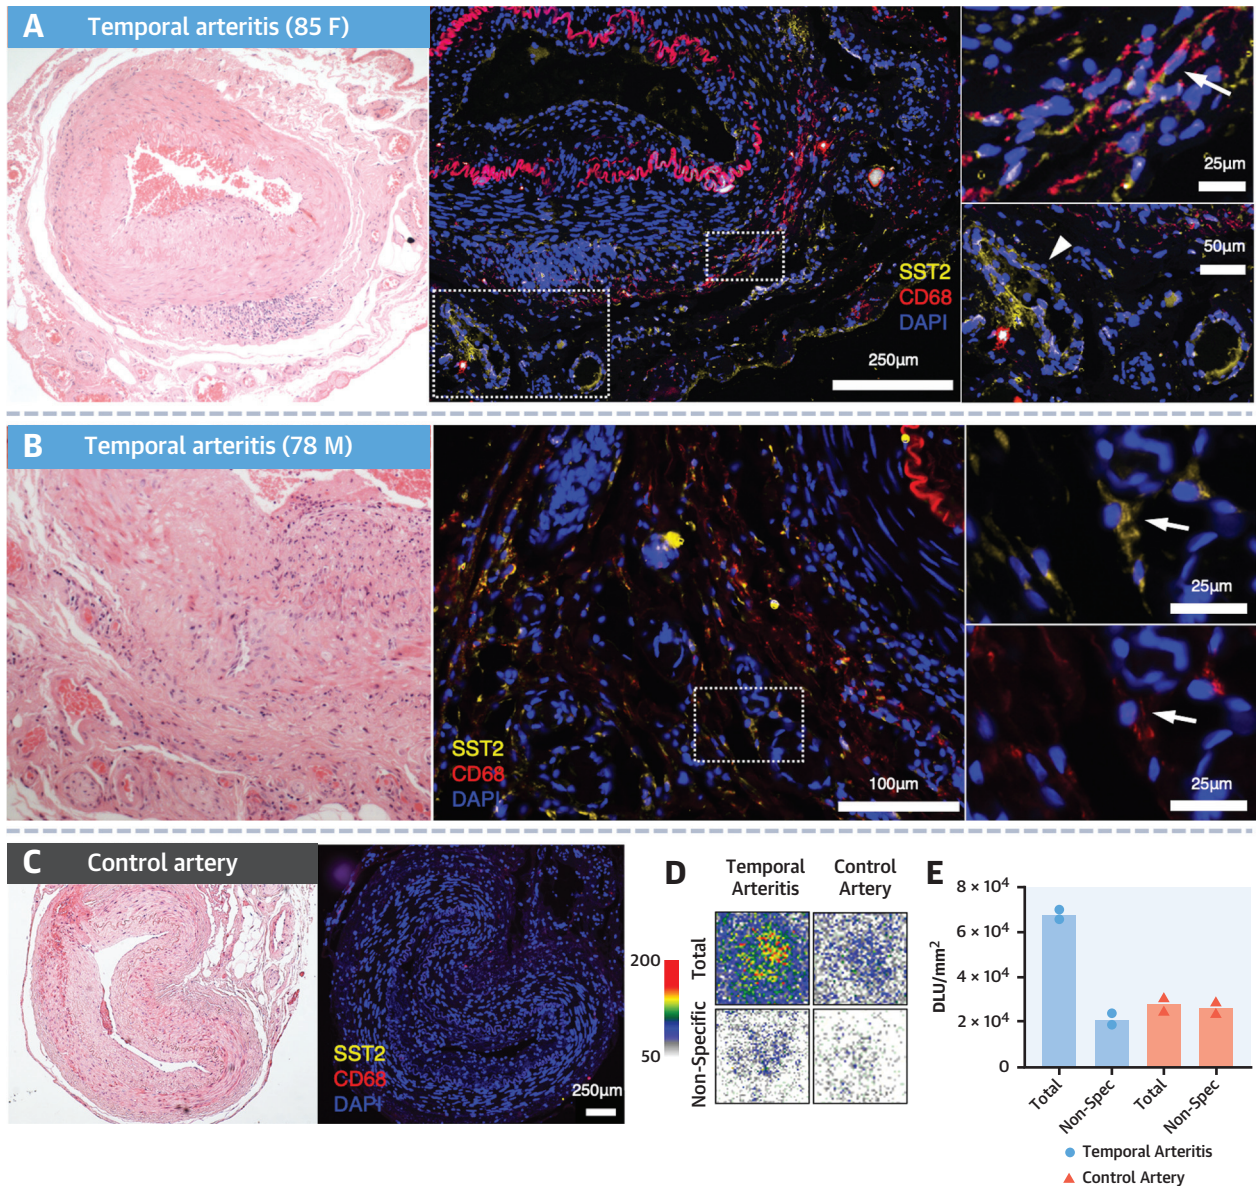 A
Temporal arteritis (85 F)
SST2
CD68
DAPI
250µm
25µm
50µm
B
Temporal arteritis (78 M)
SST2
CD68
DAPI
100µm
25µm
25µm
C
Control artery
SST2
CD68
DAPI
250µm
D
Temporal
Arteritis
Control
Artery
Total
Non-Specific
200
50
E
8 × 10⁴
6 × 10⁴
4 × 10⁴
2 × 10⁴
0
DLU/mm²
Total
Non-Spec
Total
Non-Spec
Temporal Arteritis
Control Artery